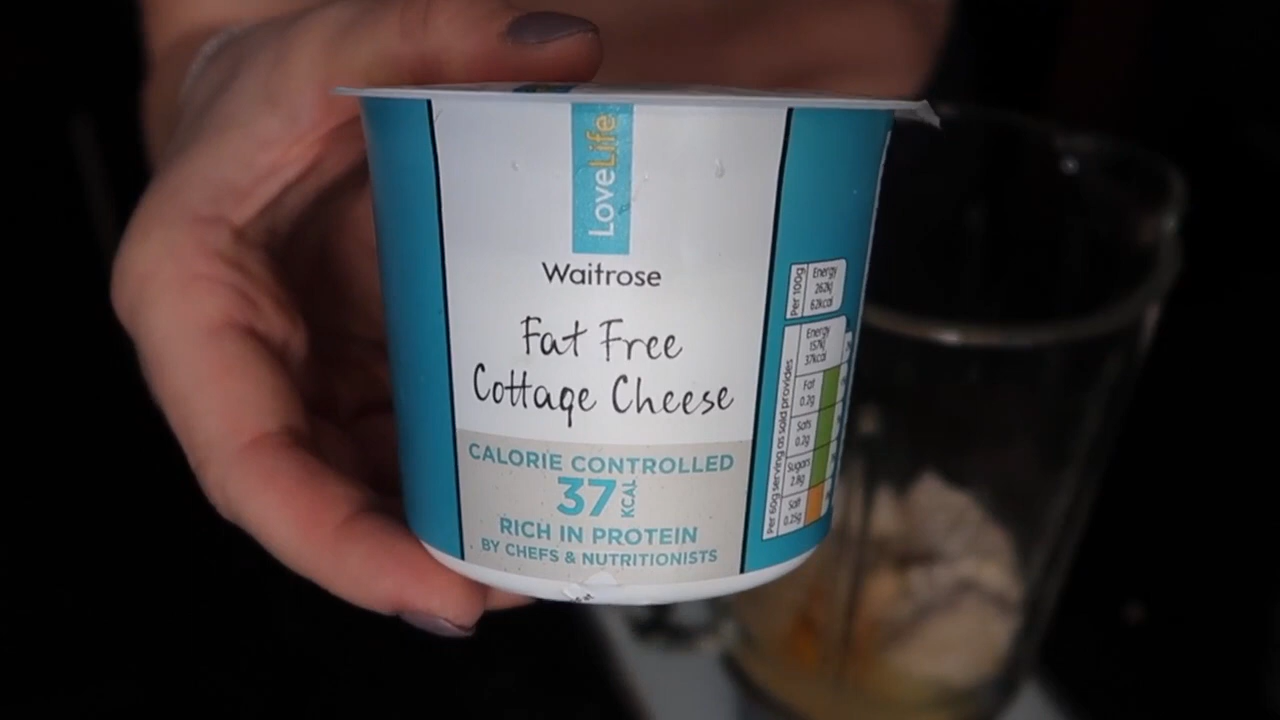 LoveLife
Waitrose
Fat Free
Cottage Cheese
CALORIE CONTROLLED
37 KCAL
RICH IN PROTEIN
BY CHEFS & NUTRITIONISTS
Per 100g
Energy
262kJ
62kcal
Per 60g serving as sold provides
Energy
157kJ
37kcal
Fat
0.2g
Sats
0.2g
Sugars
2.8g
Salt
0.25g